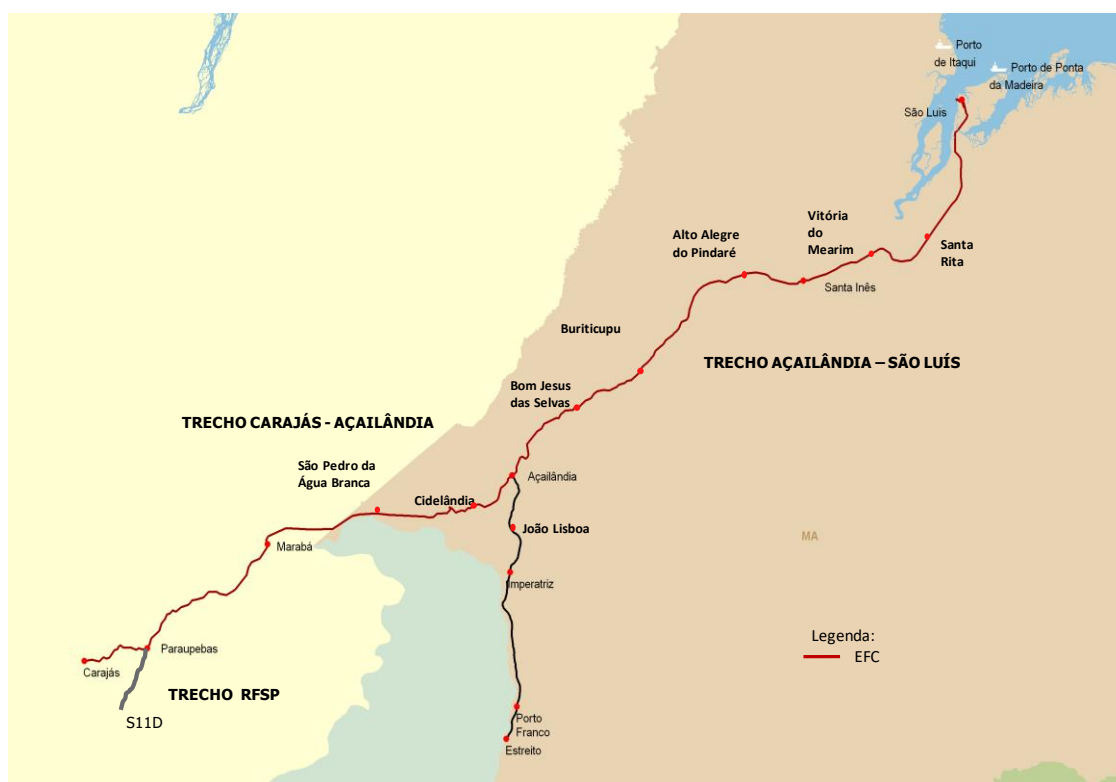 Porto
de Itaqui
Porto de Ponta
da Madeira
São Luis
Vitória
do
Mearim
Alto Alegre
do Pindaré
Santa
Rita
Santa Inês
Buriticupu
TRECHO AÇAILÂNDIA – SÃO LUÍS
Bom Jesus
das Selvas
TRECHO CARAJÁS - AÇAILÂNDIA
São Pedro da
Água Branca
Açailândia
Cidelândia
João Lisboa
MA
Marabá
Imperatriz
Legenda:
EFC
Paraupebas
Carajás
TRECHO RFSP
S11D
Porto
Franco
Estreito